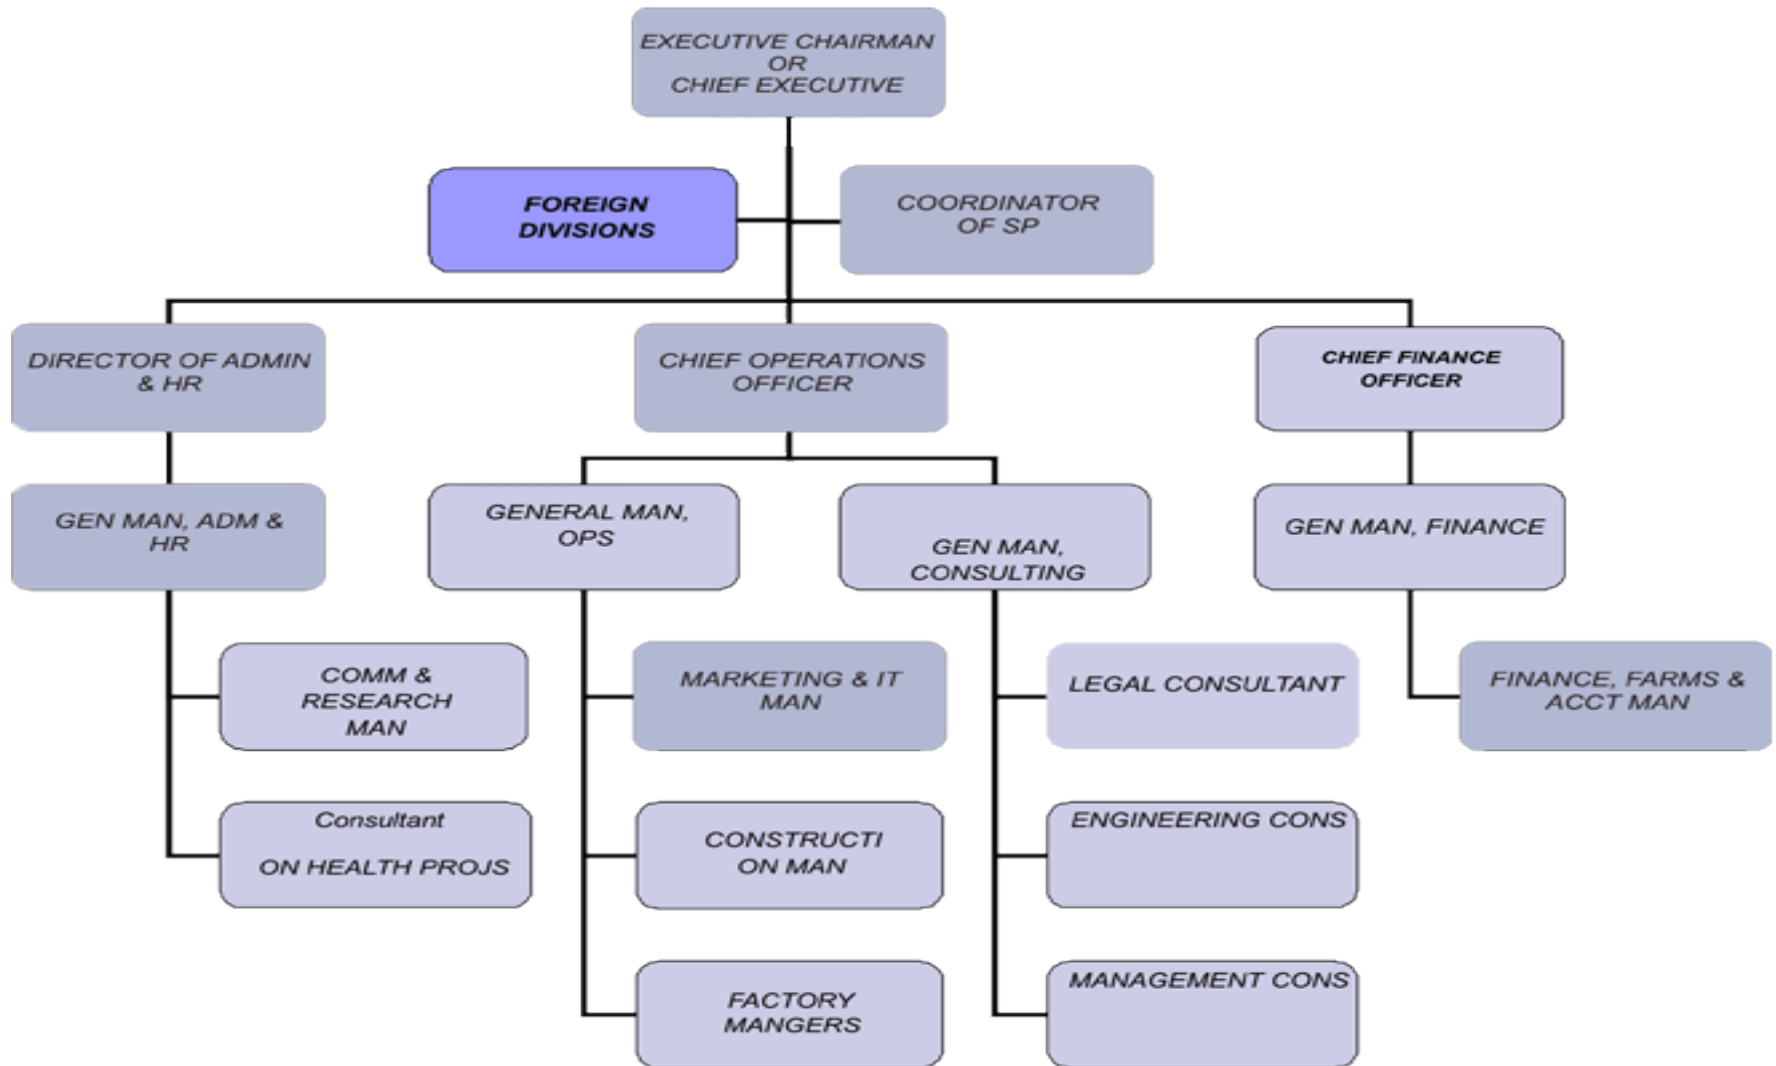 EXECUTIVE CHAIRMAN
OR
CHIEF EXECUTIVE
FOREIGN
DIVISIONS
COORDINATOR
OF SP
DIRECTOR OF ADMIN
& HR
CHIEF OPERATIONS
OFFICER
CHIEF FINANCE
OFFICER
GEN MAN, ADM &
HR
GENERAL MAN,
OPS
GEN MAN,
CONSULTING
GEN MAN, FINANCE
COMM &
RESEARCH
MAN
MARKETING & IT
MAN
LEGAL CONSULTANT
FINANCE, FARMS &
ACCT MAN
Consultant
ON HEALTH PROJS
CONSTRUCTI
ON MAN
ENGINEERING CONS
FACTORY
MANGERS
MANAGEMENT CONS